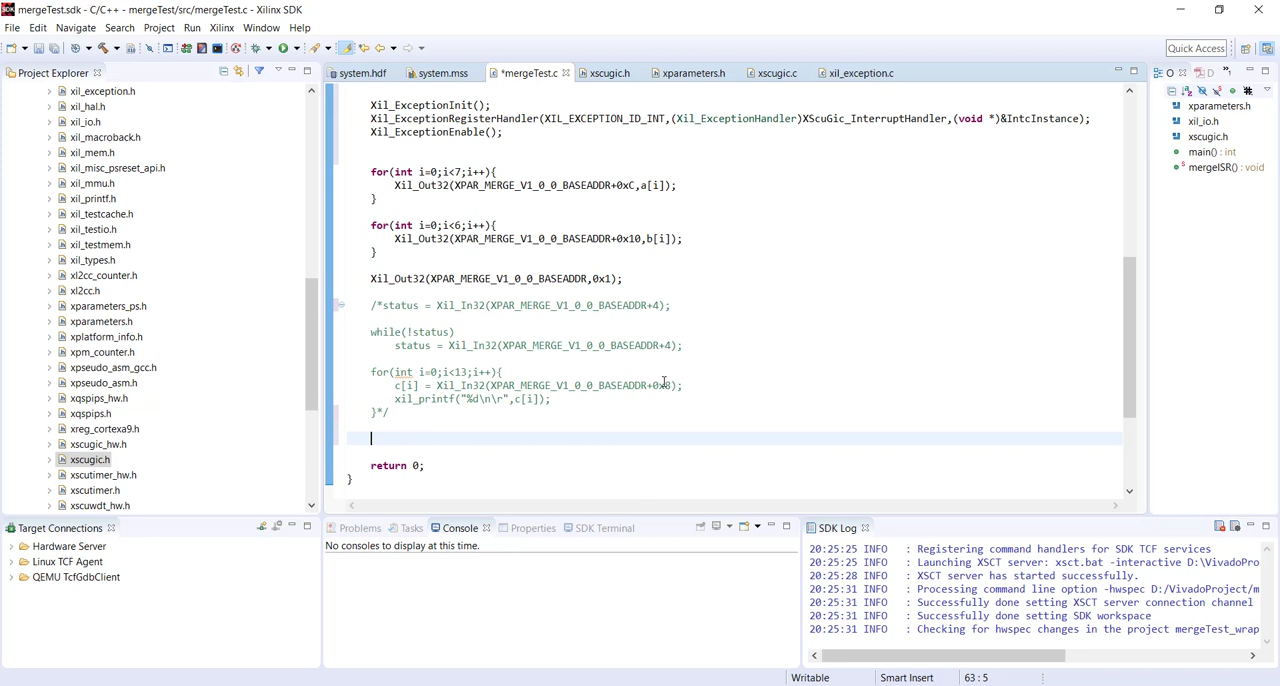 mergeTest.sdk - C/C++ - mergeTest/src/mergeTest.c - Xilinx SDK
File Edit Navigate Search Project Run Xilinx Window Help
Quick Access
Project Explorer
system.hdf system.mss *mergeTest.c xscugic.h xparameters.h xscugic.c xil_exception.c
xil_exception.h
xil_hal.h
xil_io.h
xil_macroback.h
xil_mem.h
xil_misc_psreset_api.h
xil_mmu.h
xil_printf.h
xil_testcache.h
xil_testio.h
xil_testmem.h
xil_types.h
xl2cc_counter.h
xl2cc.h
xparameters_ps.h
xparameters.h
xplatform_info.h
xpm_counter.h
xpseudo_asm_gcc.h
xpseudo_asm.h
xqspips_hw.h
xqspips.h
xreg_cortexa9.h
xscugic_hw.h
xscugic.h
xscutimer_hw.h
xscutimer.h
xscuwdt_hw.h
Xil_ExceptionInit();
Xil_ExceptionRegisterHandler(XIL_EXCEPTION_ID_INT,(Xil_ExceptionHandler)XScuGic_InterruptHandler,(void *)&IntcInstance);
Xil_ExceptionEnable();
for(int i=0;i<7;i++){
Xil_Out32(XPAR_MERGE_V1_0_0_BASEADDR+0xC,a[i]);
}
for(int i=0;i<6;i++){
Xil_Out32(XPAR_MERGE_V1_0_0_BASEADDR+0x10,b[i]);
}
Xil_Out32(XPAR_MERGE_V1_0_0_BASEADDR,0x1);
/*status = Xil_In32(XPAR_MERGE_V1_0_0_BASEADDR+4);
while(!status)
status = Xil_In32(XPAR_MERGE_V1_0_0_BASEADDR+4);
for(int i=0;i<13;i++){
c[i] = Xil_In32(XPAR_MERGE_V1_0_0_BASEADDR+0x8);
xil_printf("%d\n\r",c[i]);
}*/
return 0;
}
O D »1
xparameters.h
xil_io.h
xscugic.h
main() : int
mergeISR() : void
Target Connections
Hardware Server
Linux TCF Agent
QEMU TcfGdbClient
Problems Tasks Console Properties SDK Terminal
No consoles to display at this time.
SDK Log
20:25:25 INFO : Registering command handlers for SDK TCF services
20:25:25 INFO : Launching XSCT server: xsct.bat -interactive D:\VivadoPro
20:25:28 INFO : XSCT server has started successfully.
20:25:31 INFO : Processing command line option -hwspec D:/VivadoProject/m
20:25:31 INFO : Successfully done setting XSCT server connection channel
20:25:31 INFO : Successfully done setting SDK workspace
20:25:31 INFO : Checking for hwspec changes in the project mergeTest_wrap
Writable Smart Insert 63 : 5